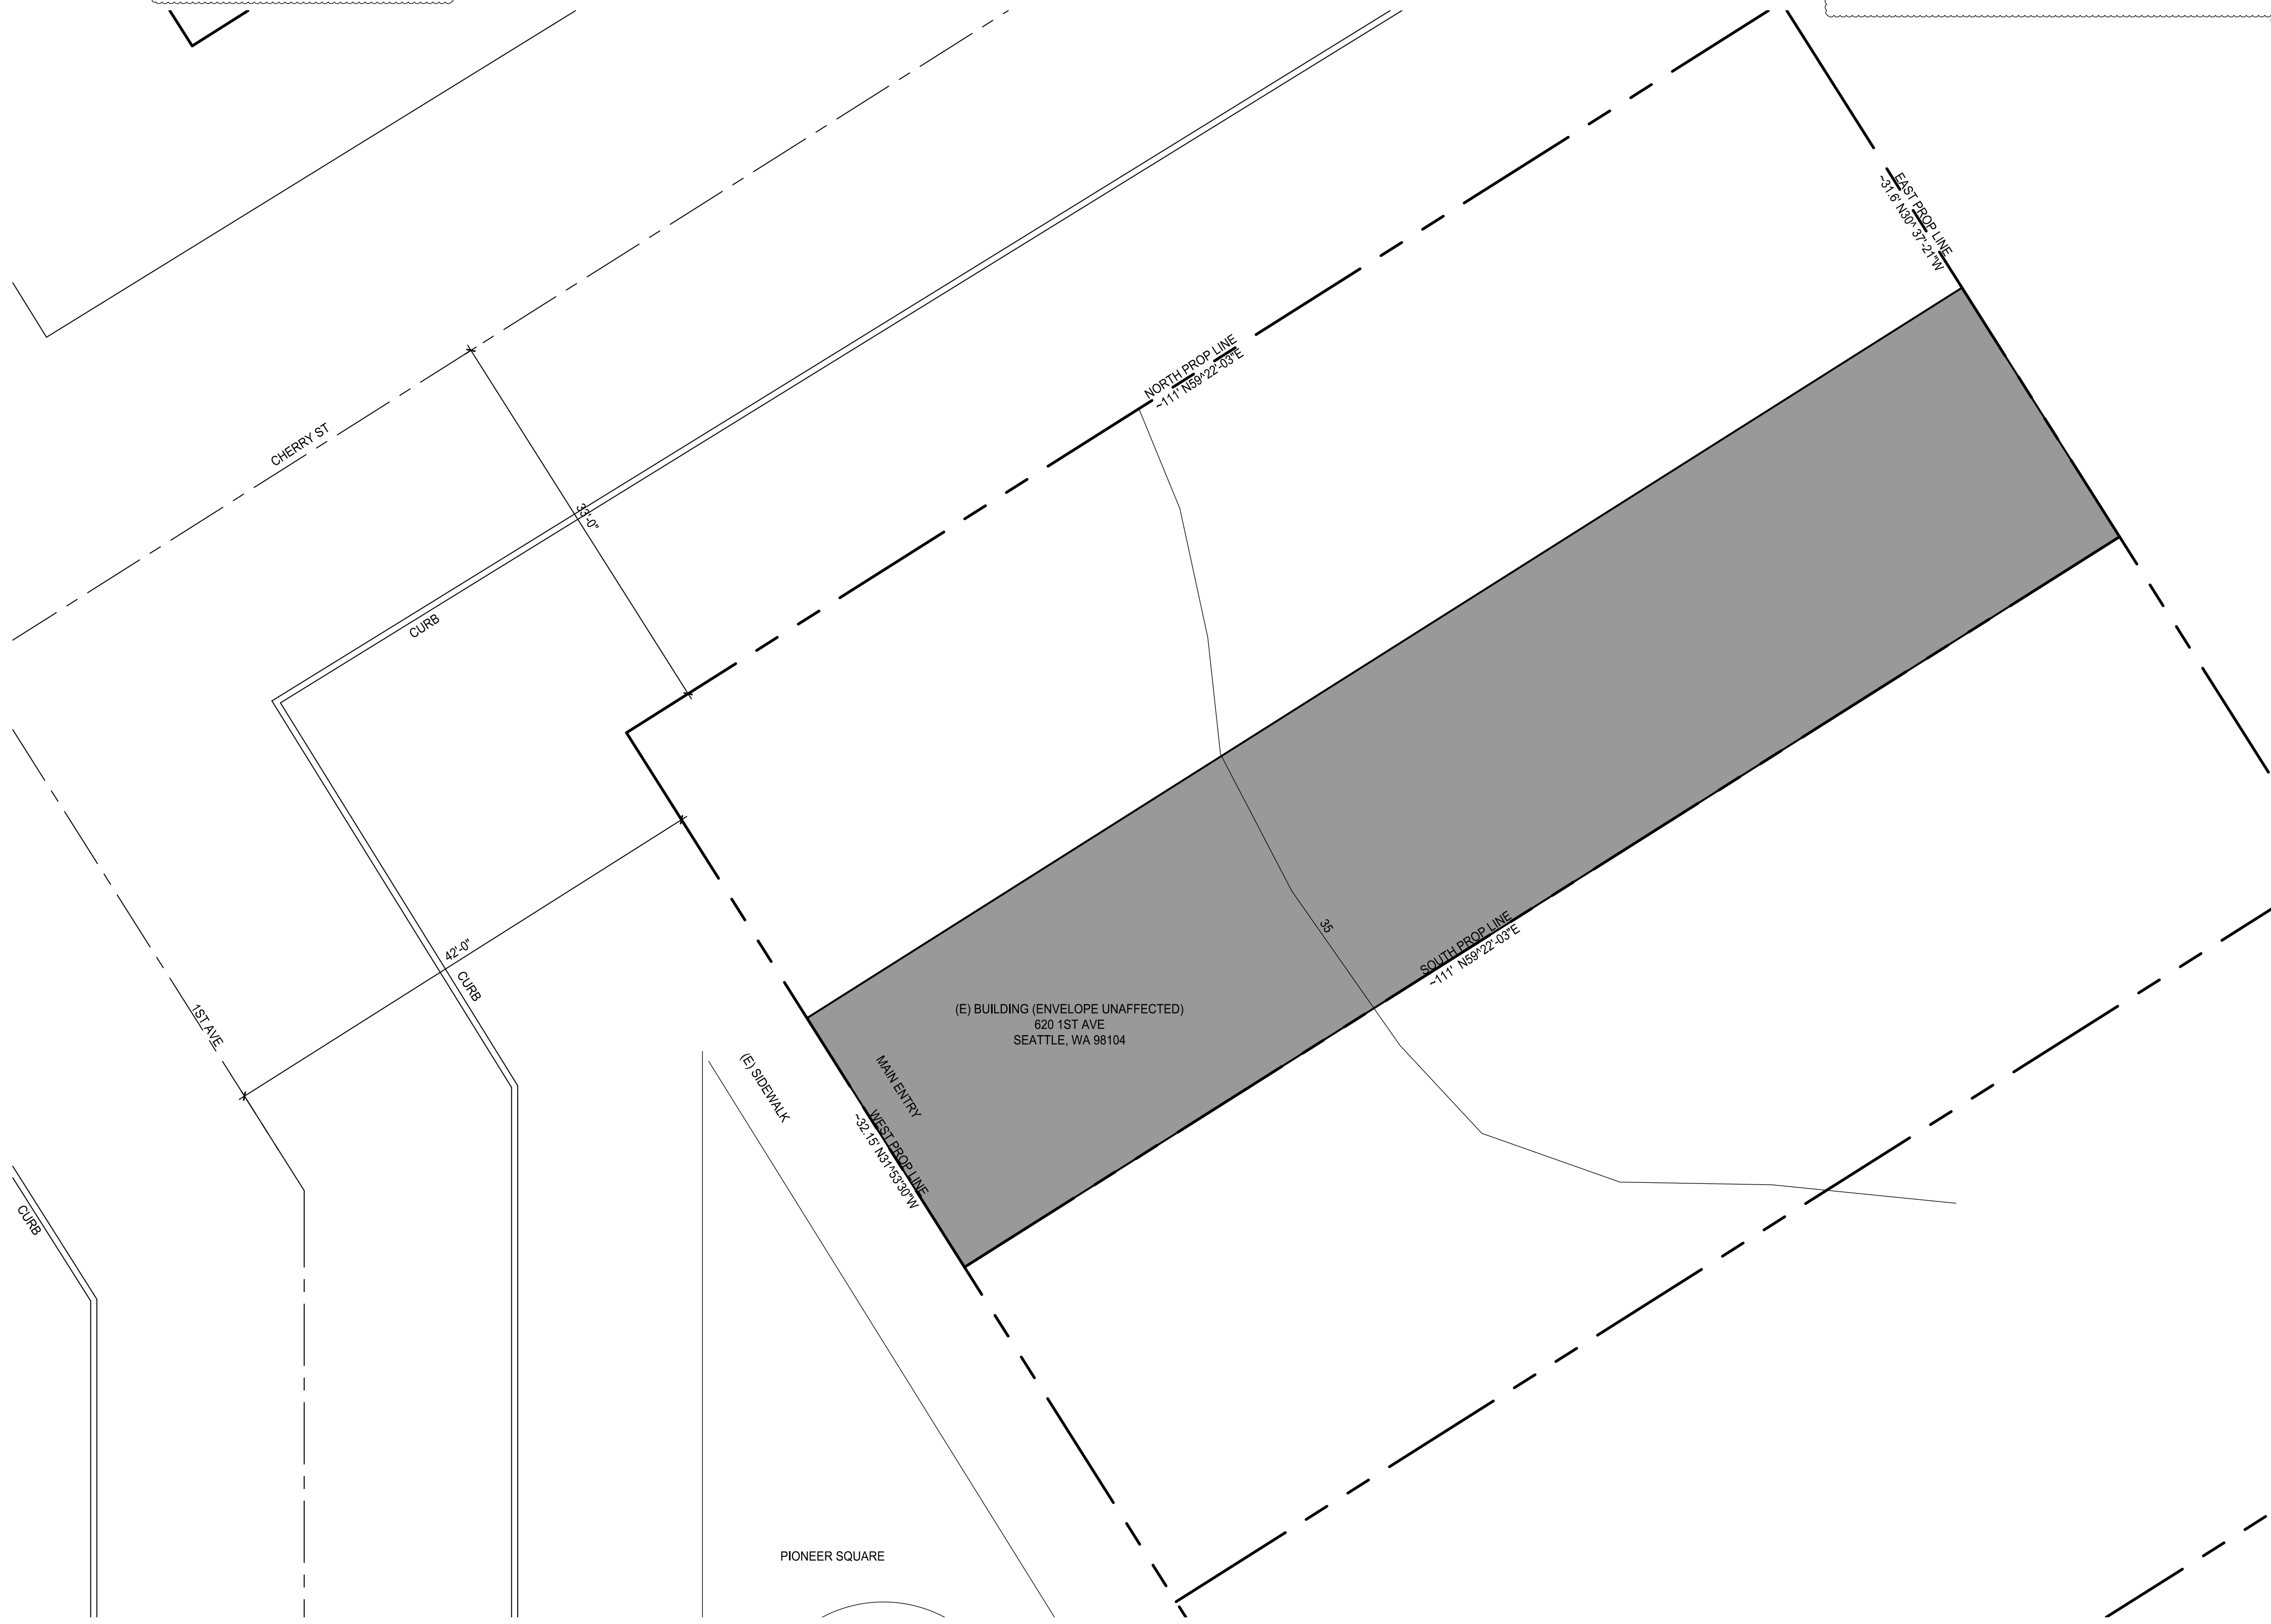 EAST PROP LINE
~31.6' N30^ 37'-21"W
NORTH PROP LINE
~111' N59^22'-03"E
CHERRY ST
33'-0"
CURB
42'-0"
CURB
1ST AVE
35
SOUTH PROP LINE
~111' N59^22'-03"E
(E) BUILDING (ENVELOPE UNAFFECTED)
620 1ST AVE
SEATTLE, WA 98104
MAIN ENTRY
(E) SIDEWALK
WEST PROP LINE
~32.15' N31^53'30"W
CURB
PIONEER SQUARE